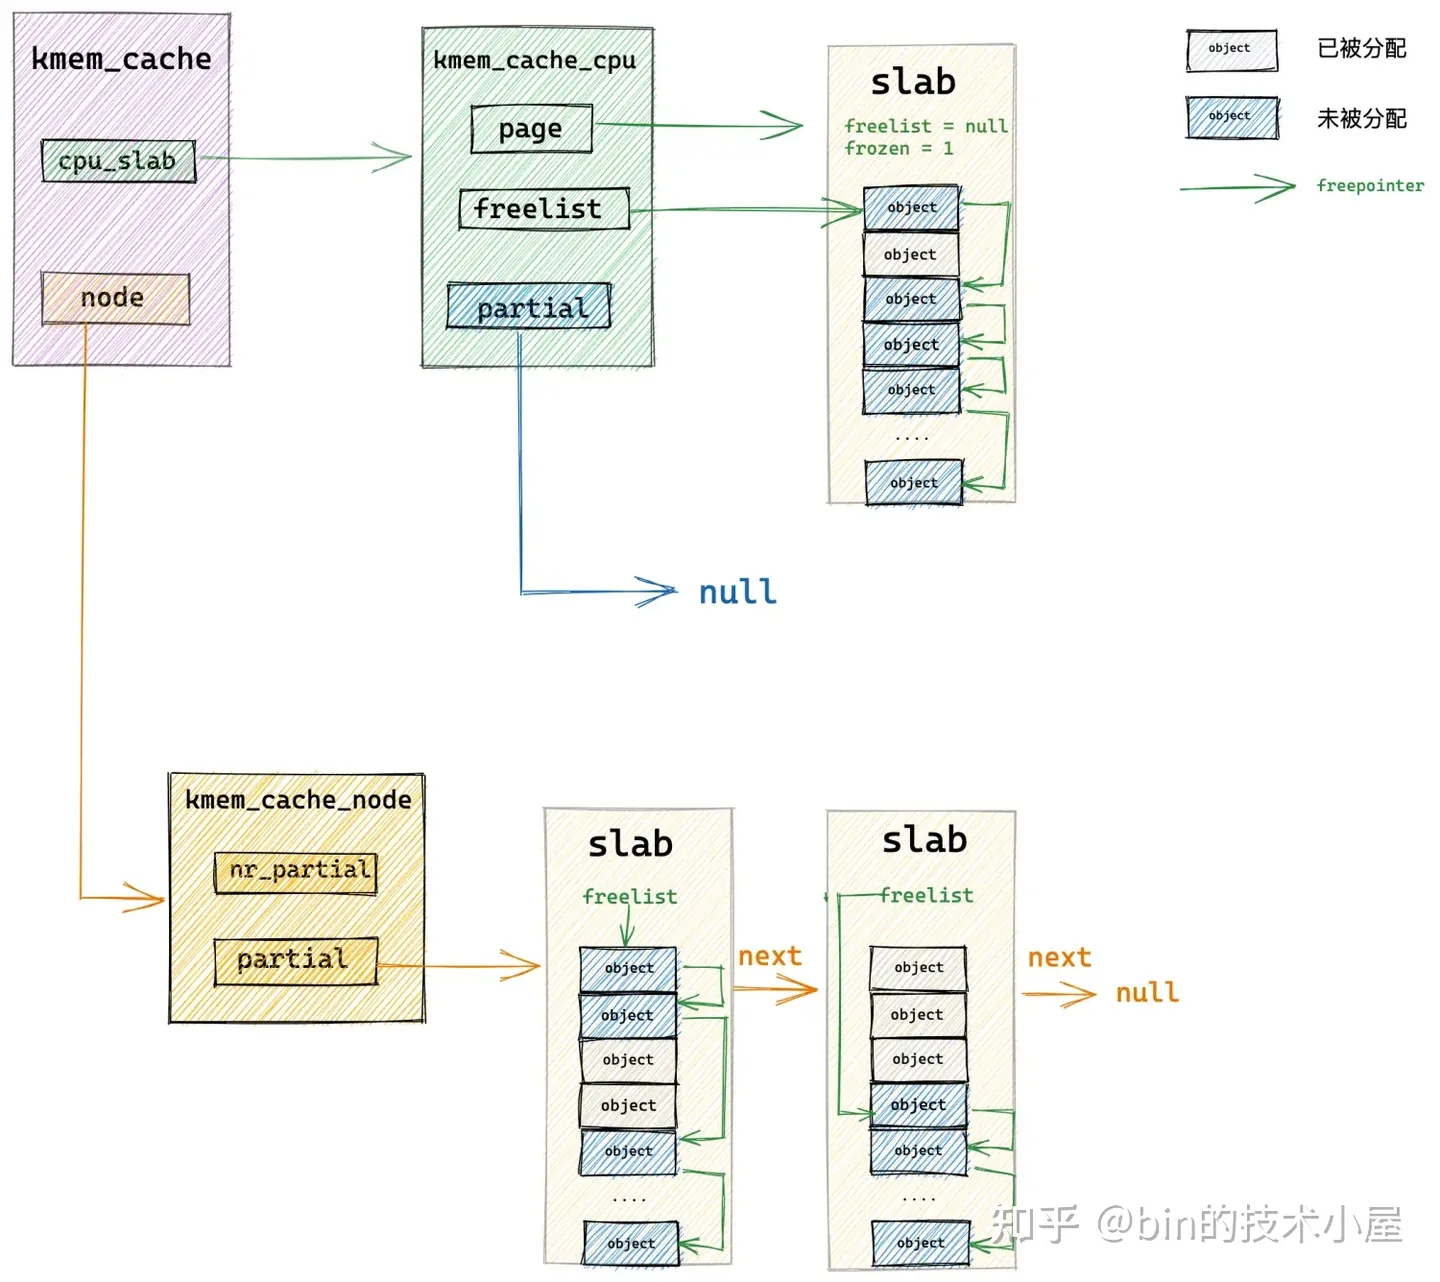 kmem_cache
cpu_slab
node
kmem_cache_cpu
page
freelist
partial
null
slab
freelist = null
frozen = 1
object
object
object
object
object
....
object
object 已被分配
object 未被分配
freepointer
kmem_cache_node
nr_partial
partial
slab
freelist
object
object
object
object
object
....
object
next
slab
freelist
object
object
object
object
object
....
object
next
null
知乎 @bin的技术小屋